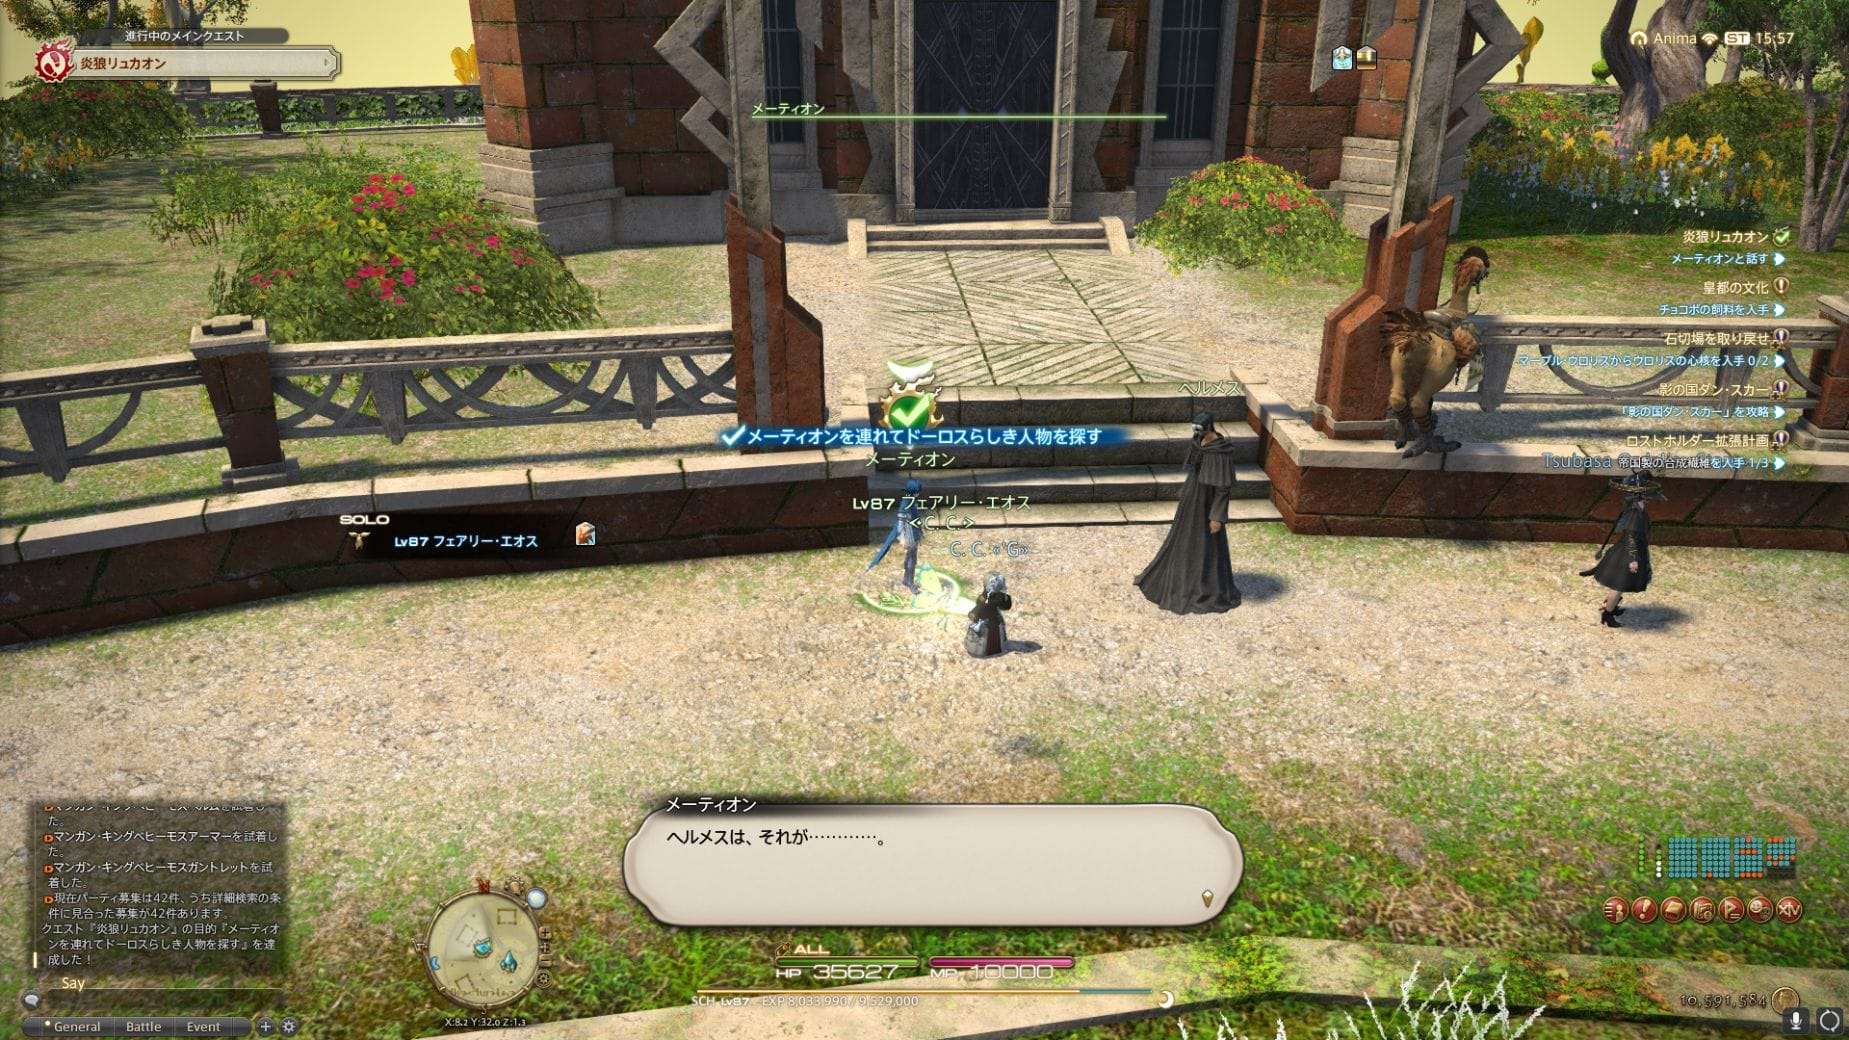 進行中のメインクエスト
炎狼リュカオン
Anima
ST 15:57
メーティオン
炎狼リュカオン
メーティオンと話す
皇都の文化
チョコボの飼料を入手
石切場を取り戻せ
マーブル・ウロリスからウロリスの心核を入手 0/2
影の国ダン・スカー
「影の国ダン・スカー」を攻略
ロストホルダー拡張計画
帝国製の合成繊維を入手 1/3
Tsubasa
ヘルメス
メーティオンを連れてドーロスらしき人物を探す
メーティオン
Lv87 フェアリー・エオス
«C. C.»
C. C. «'G»
SOLO
Lv87 フェアリー・エオス
メーティオン
ヘルメスは、それが…………。
た。
マンガン・キングベヒーモスアーマーを試着し
た。
マンガン・キングベヒーモスガントレットを試
着した。
現在パーティ募集は42件、うち詳細検索の条
件に見合った募集が42件あります。
クエスト『炎狼リュカオン』の目的『メーティオ
ンを連れてドーロスらしき人物を探す』を達
成した！
Say
General Battle Event
N
X:8.2 Y:32.0 Z:1.3
ALL
HP 35627 MP 10000
SCH Lv87 EXP 8,033,990 / 9,529,000
XIV
10,591,584